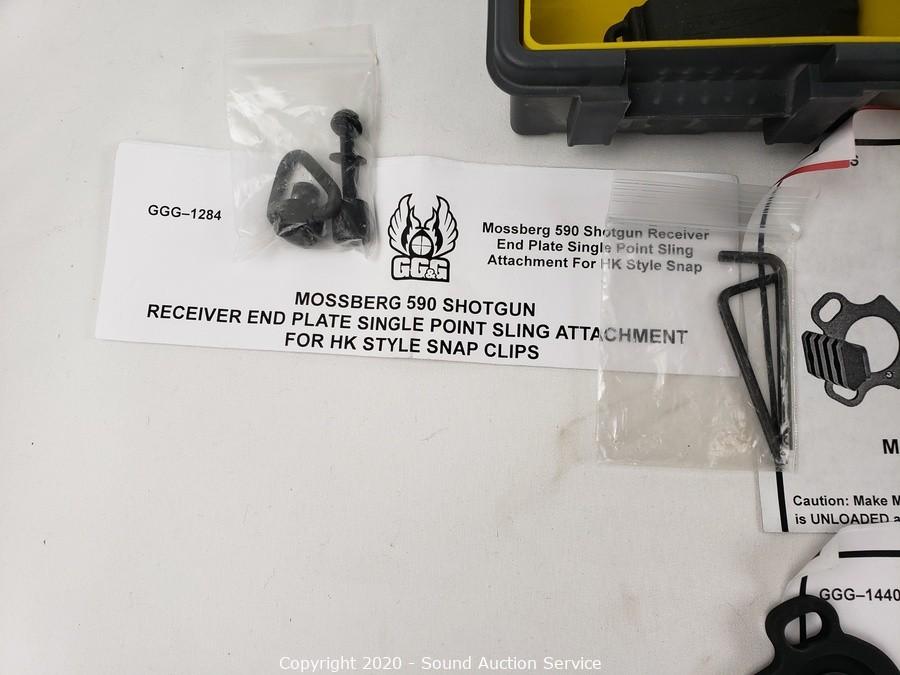 GGG–1284
GG&G
Mossberg 590 Shotgun Receiver
End Plate Single Point Sling
Attachment For HK Style Snap
MOSSBERG 590 SHOTGUN
RECEIVER END PLATE SINGLE POINT SLING ATTACHMENT
FOR HK STYLE SNAP CLIPS
S
M
Caution: Make M
is UNLOADED a
GGG–1440
Copyright 2020 - Sound Auction Service